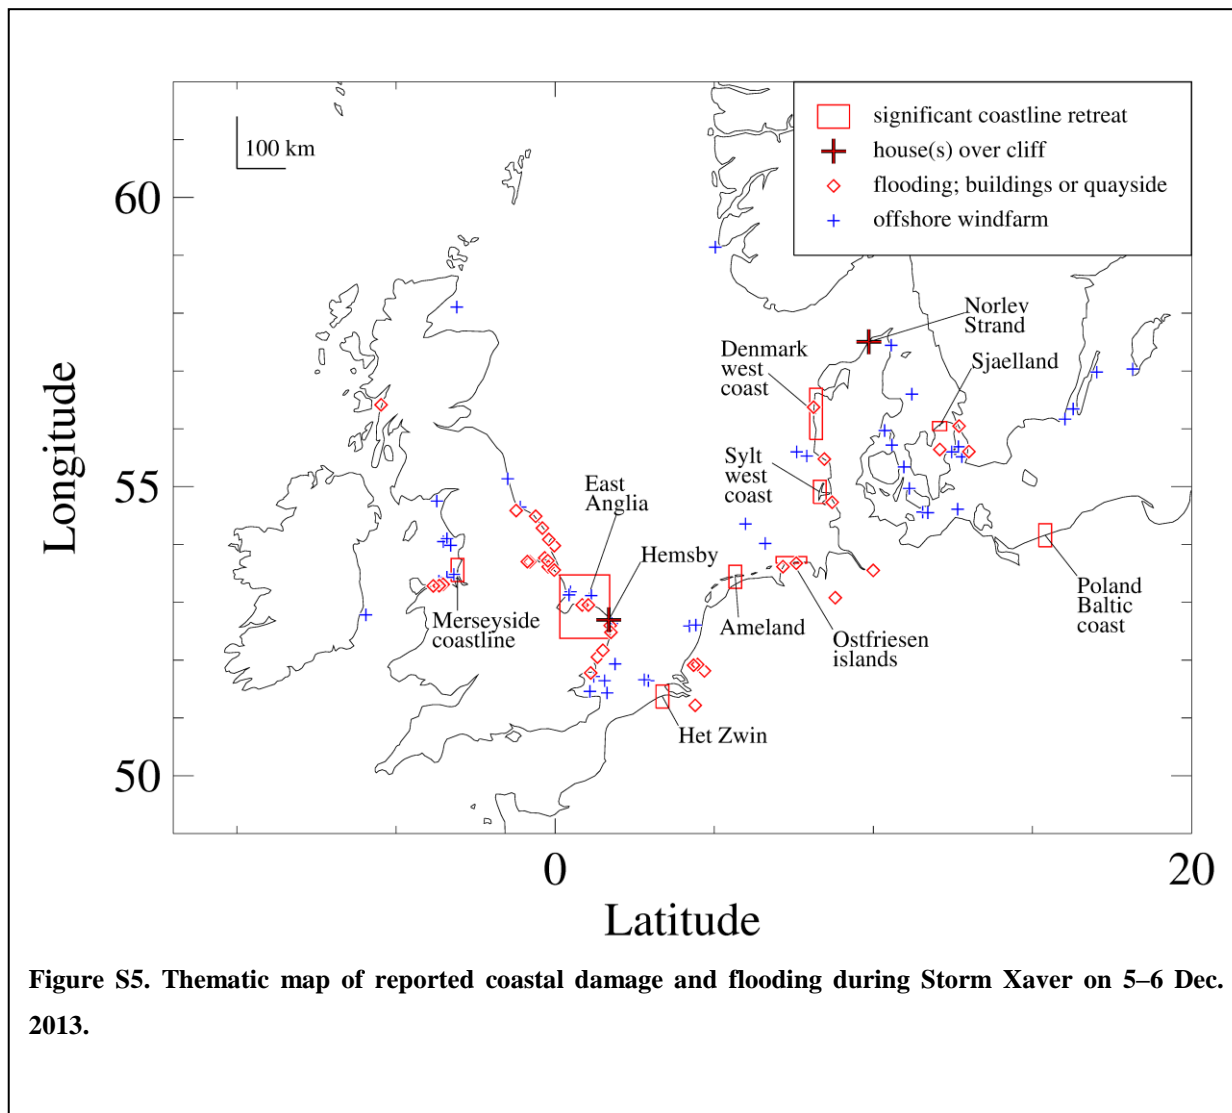 significant coastline retreat
house(s) over cliff
flooding; buildings or quayside
offshore windfarm
100 km
60
55
50
Longitude
Norlev
Strand
Denmark
west
coast
Sjaelland
Sylt
west
coast
East
Anglia
Hemsby
Merseyside
coastline
Ameland
Ostfriesen
islands
Poland
Baltic
coast
Het Zwin
0
20
Latitude
Figure S5. Thematic map of reported coastal damage and flooding during Storm Xaver on 5–6 Dec.
2013.